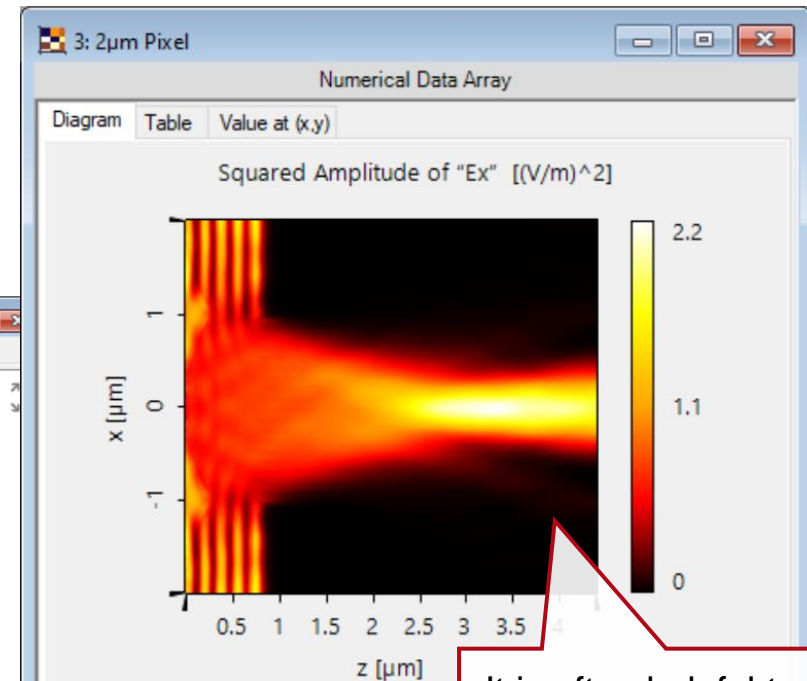 3: 2µm Pixel
Numerical Data Array
Diagram Table Value at (x,y)
Squared Amplitude of "Ex" [(V/m)^2]
2.2
1.1
0
x [µm]
1
0
-1
0.5 1 1.5 2 2.5 3 3.5 4
z [µm]